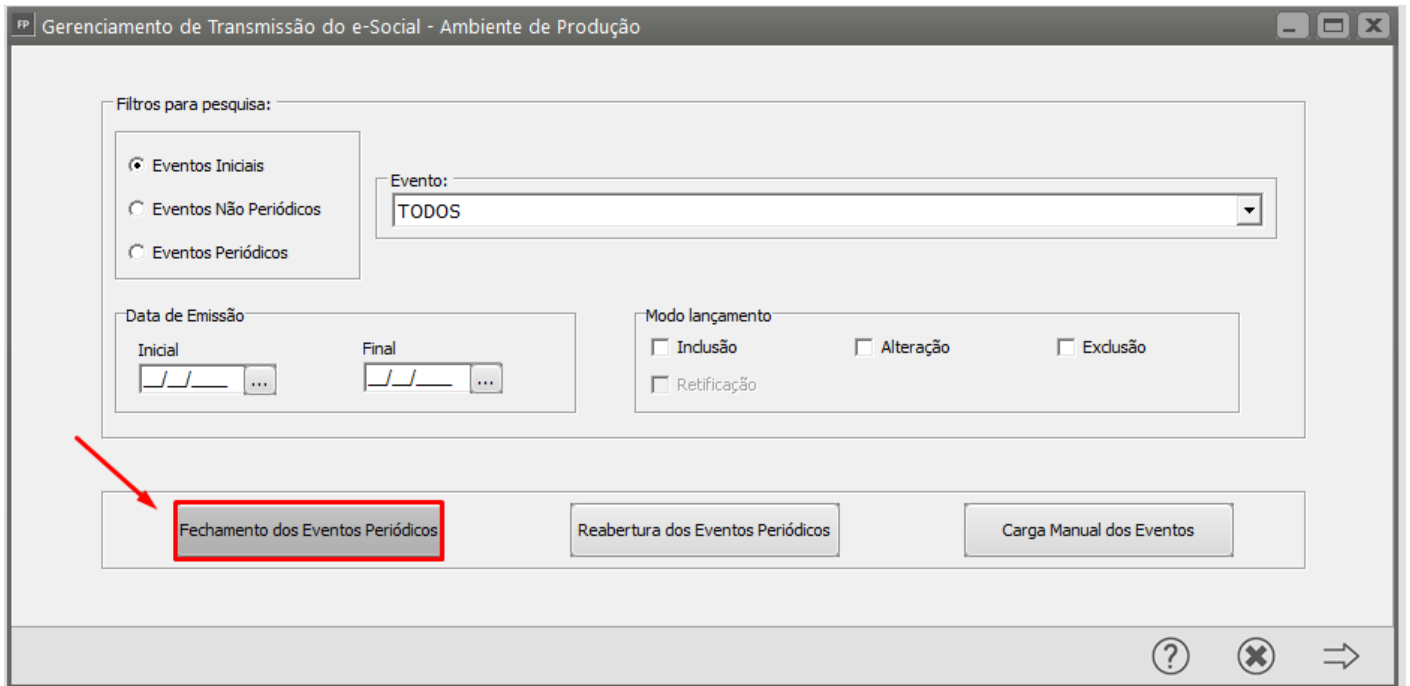 FP Gerenciamento de Transmissão do e-Social - Ambiente de Produção
Filtros para pesquisa:
Eventos Iniciais
Eventos Não Periódicos
Eventos Periódicos
Evento:
TODOS
Data de Emissão
Inicial
Final
__/__/____ ...
__/__/____ ...
Modo lançamento
Inclusão
Alteração
Exclusão
Retificação
Fechamento dos Eventos Periódicos
Reabertura dos Eventos Periódicos
Carga Manual dos Eventos
?